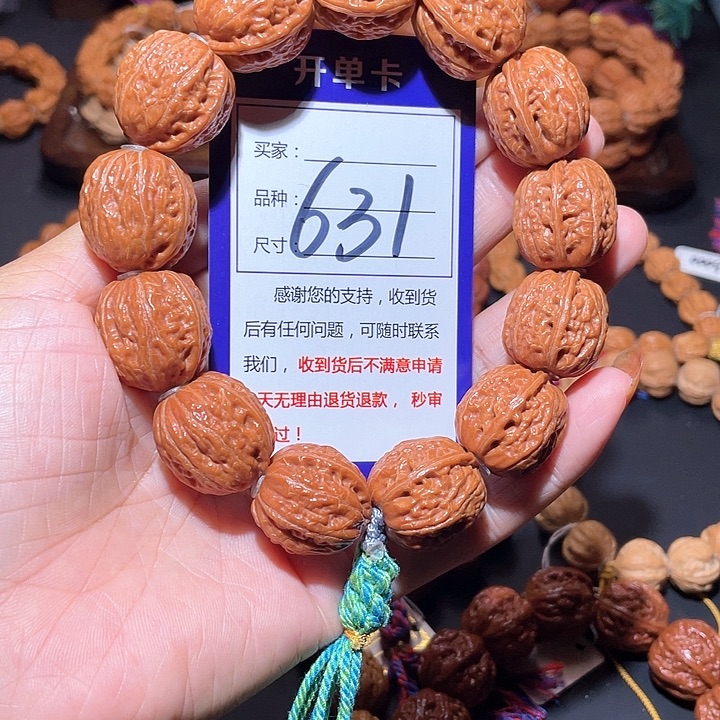 开单卡
买家：
品种：
631
尺寸：
感谢您的支持，收到货
后有任何问题，可随时联系
我们，收到货后不满意申请
天无理由退货退款，秒审
过！